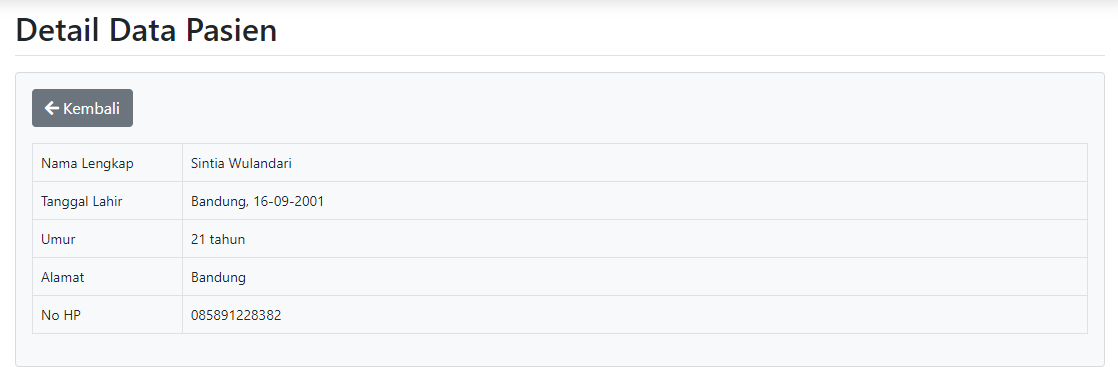 Detail Data Pasien
Kembali
Nama Lengkap Sintia Wulandari
Tanggal Lahir Bandung, 16-09-2001
Umur 21 tahun
Alamat Bandung
No HP 085891228382